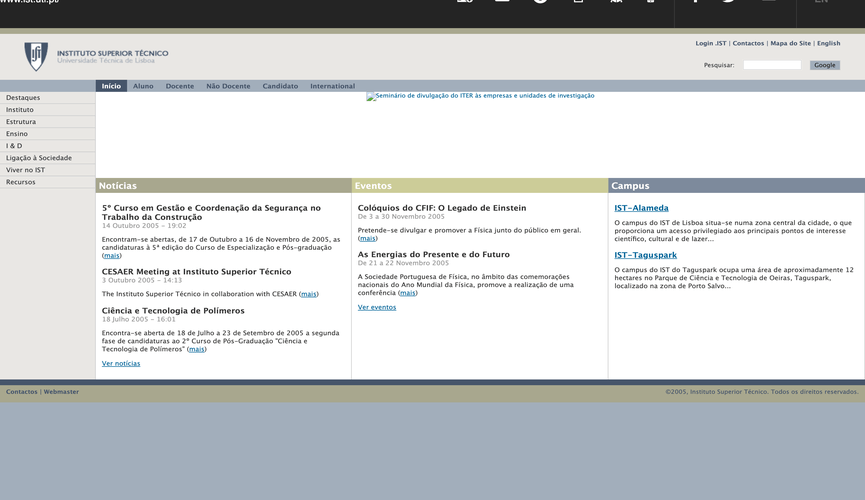 www.ist.utl.pt/
EN
INSTITUTO SUPERIOR TÉCNICO
Universidade Técnica de Lisboa
Login .IST | Contactos | Mapa do Site | English
Pesquisar:
Google
Início
Aluno
Docente
Não Docente
Candidato
International
Destaques
Instituto
Estrutura
Ensino
I & D
Ligação à Sociedade
Viver no IST
Recursos
Seminário de divulgação do ITER às empresas e unidades de investigação
Notícias
5º Curso em Gestão e Coordenação da Segurança no
Trabalho da Construção
14 Outubro 2005 - 19:02
Encontram-se abertas, de 17 de Outubro a 16 de Novembro de 2005, as
candidaturas à 5ª edição do Curso de Especialização e Pós-graduação
(mais)
CESAER Meeting at Instituto Superior Técnico
3 Outubro 2005 - 14:13
The Instituto Superior Técnico in collaboration with CESAER (mais)
Ciência e Tecnologia de Polímeros
18 Julho 2005 - 16:01
Encontra-se aberta de 18 de Julho a 23 de Setembro de 2005 a segunda
fase de candidaturas ao 2º Curso de Pós-Graduação "Ciência e
Tecnologia de Polímeros" (mais)
Ver notícias
Eventos
Colóquios do CFIF: O Legado de Einstein
De 3 a 30 Novembro 2005
Pretende-se divulgar e promover a Física junto do público em geral.
(mais)
As Energias do Presente e do Futuro
De 21 a 22 Novembro 2005
A Sociedade Portuguesa de Física, no âmbito das comemorações
nacionais do Ano Mundial da Física, promove a realização de uma
conferência (mais)
Ver eventos
Campus
IST-Alameda
O campus do IST de Lisboa situa-se numa zona central da cidade, o que
proporciona um acesso privilegiado aos principais pontos de interesse
científico, cultural e de lazer...
IST-Taguspark
O campus do IST do Taguspark ocupa uma área de aproximadamente 12
hectares no Parque de Ciência e Tecnologia de Oeiras, Taguspark,
localizado na zona de Porto Salvo...
Contactos | Webmaster
©2005, Instituto Superior Técnico. Todos os direitos reservados.